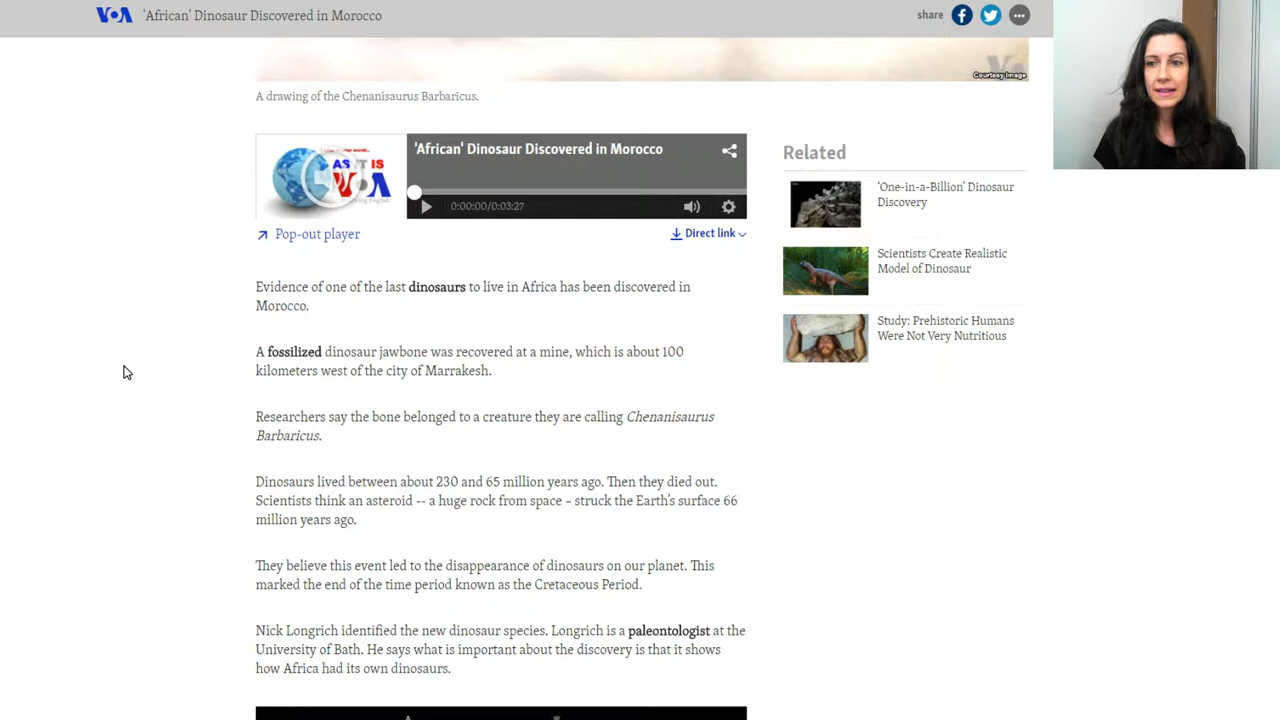 VOA 'African' Dinosaur Discovered in Morocco
share
Courtesy Image
A drawing of the Chenanisaurus Barbaricus.
AS IT IS
VOA
'African' Dinosaur Discovered in Morocco
0:00:00/0:03:27
Pop-out player
Direct link
Related
'One-in-a-Billion' Dinosaur
Discovery
Scientists Create Realistic
Model of Dinosaur
Study: Prehistoric Humans
Were Not Very Nutritious
Evidence of one of the last dinosaurs to live in Africa has been discovered in
Morocco.
A fossilized dinosaur jawbone was recovered at a mine, which is about 100
kilometers west of the city of Marrakesh.
Researchers say the bone belonged to a creature they are calling Chenanisaurus
Barbaricus.
Dinosaurs lived between about 230 and 65 million years ago. Then they died out.
Scientists think an asteroid -- a huge rock from space – struck the Earth's surface 66
million years ago.
They believe this event led to the disappearance of dinosaurs on our planet. This
marked the end of the time period known as the Cretaceous Period.
Nick Longrich identified the new dinosaur species. Longrich is a paleontologist at the
University of Bath. He says what is important about the discovery is that it shows
how Africa had its own dinosaurs.